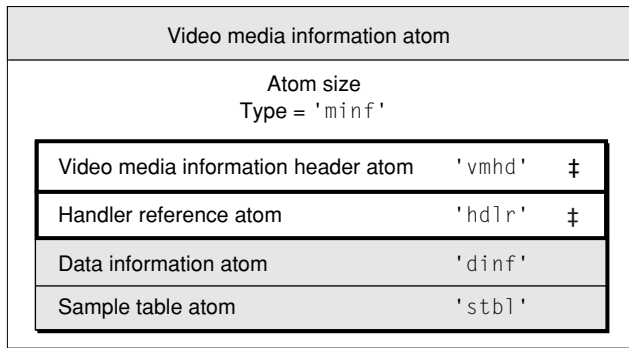 Video media information atom
Atom size
Type = 'minf'
Video media information header atom 'vmhd' ‡
Handler reference atom 'hdlr' ‡
Data information atom 'dinf'
Sample table atom 'stbl'